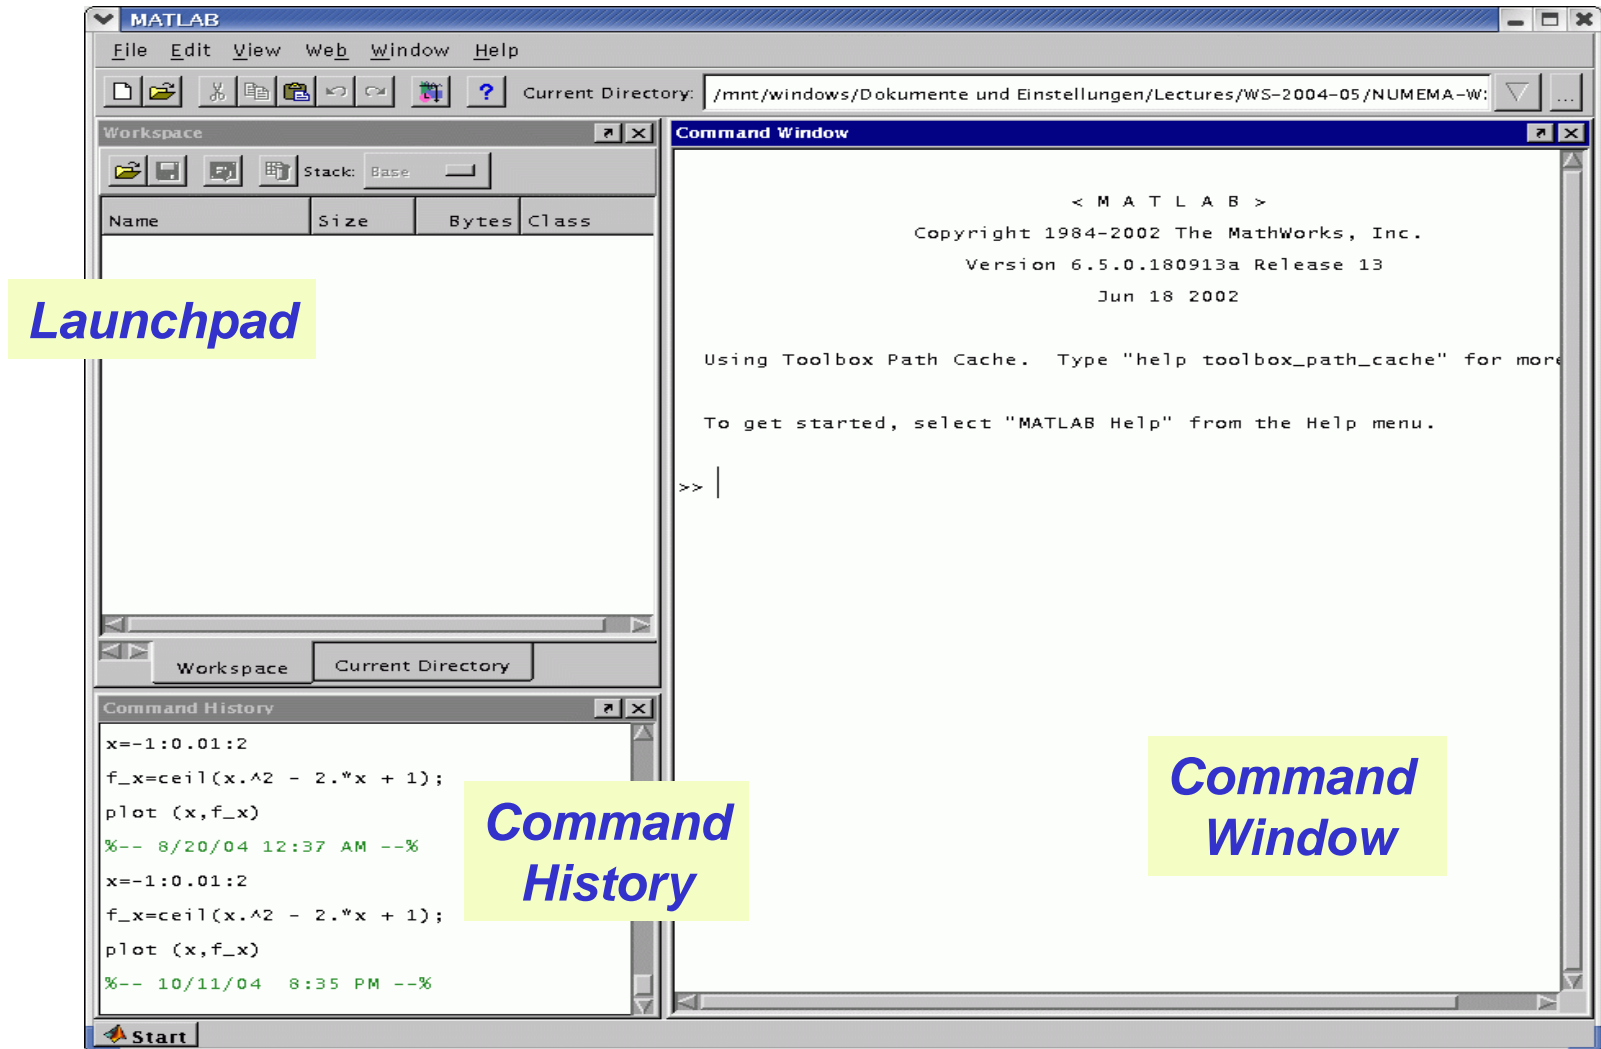 MATLAB
File Edit View Web Window Help
Current Directory: /mnt/windows/Dokumente und Einstellungen/Lectures/WS-2004-05/NUMEMA-W:
...
Workspace
Stack: Base
Name Size Bytes Class
Launchpad
Workspace Current Directory
Command History
x=-1:0.01:2
f_x=ceil(x.^2 - 2.*x + 1);
plot (x,f_x)
%-- 8/20/04 12:37 AM --%
x=-1:0.01:2
f_x=ceil(x.^2 - 2.*x + 1);
plot (x,f_x)
%-- 10/11/04  8:35 PM --%
Command
History
Command Window
< M A T L A B >
Copyright 1984-2002 The MathWorks, Inc.
Version 6.5.0.180913a Release 13
Jun 18 2002
Using Toolbox Path Cache.  Type "help toolbox_path_cache" for more
To get started, select "MATLAB Help" from the Help menu.
>>
Command
Window
Start